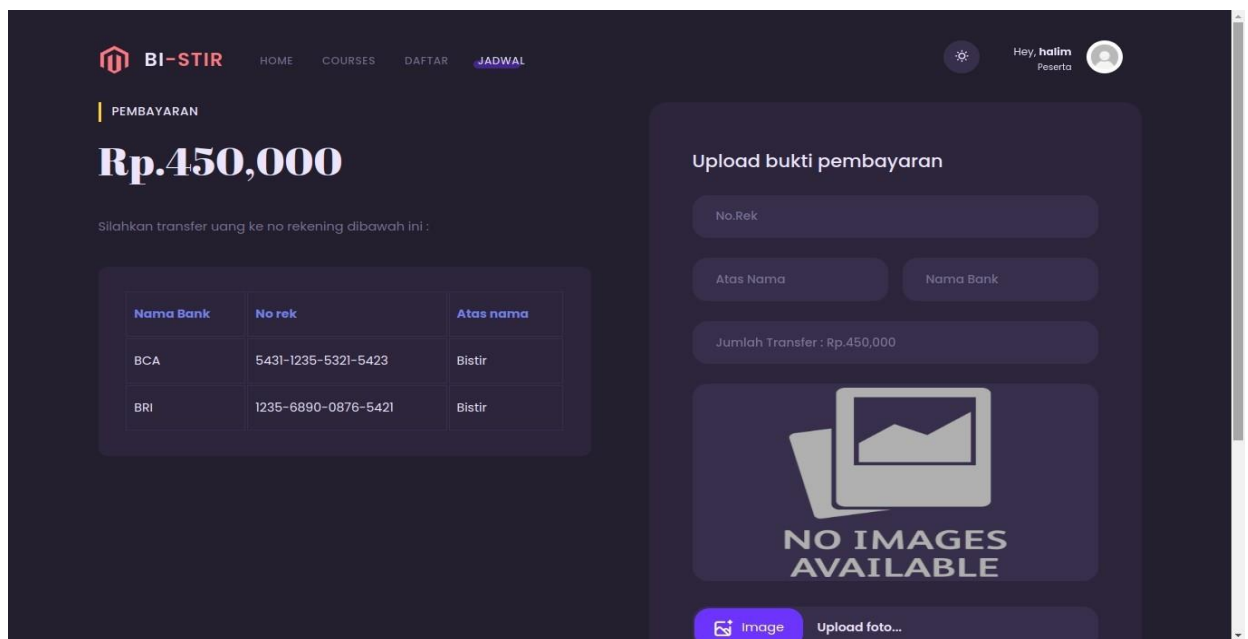 BI-STIR HOME COURSES DAFTAR JADWAL
Hey, halim
Peserta
PEMBAYARAN
Rp.450,000
Silahkan transfer uang ke no rekening dibawah ini :
Nama Bank No rek Atas nama
BCA 5431-1235-5321-5423 Bistir
BRI 1235-6890-0876-5421 Bistir
Upload bukti pembayaran
No.Rek
Atas Nama Nama Bank
Jumlah Transfer : Rp.450,000
NO IMAGES
AVAILABLE
Image Upload foto...